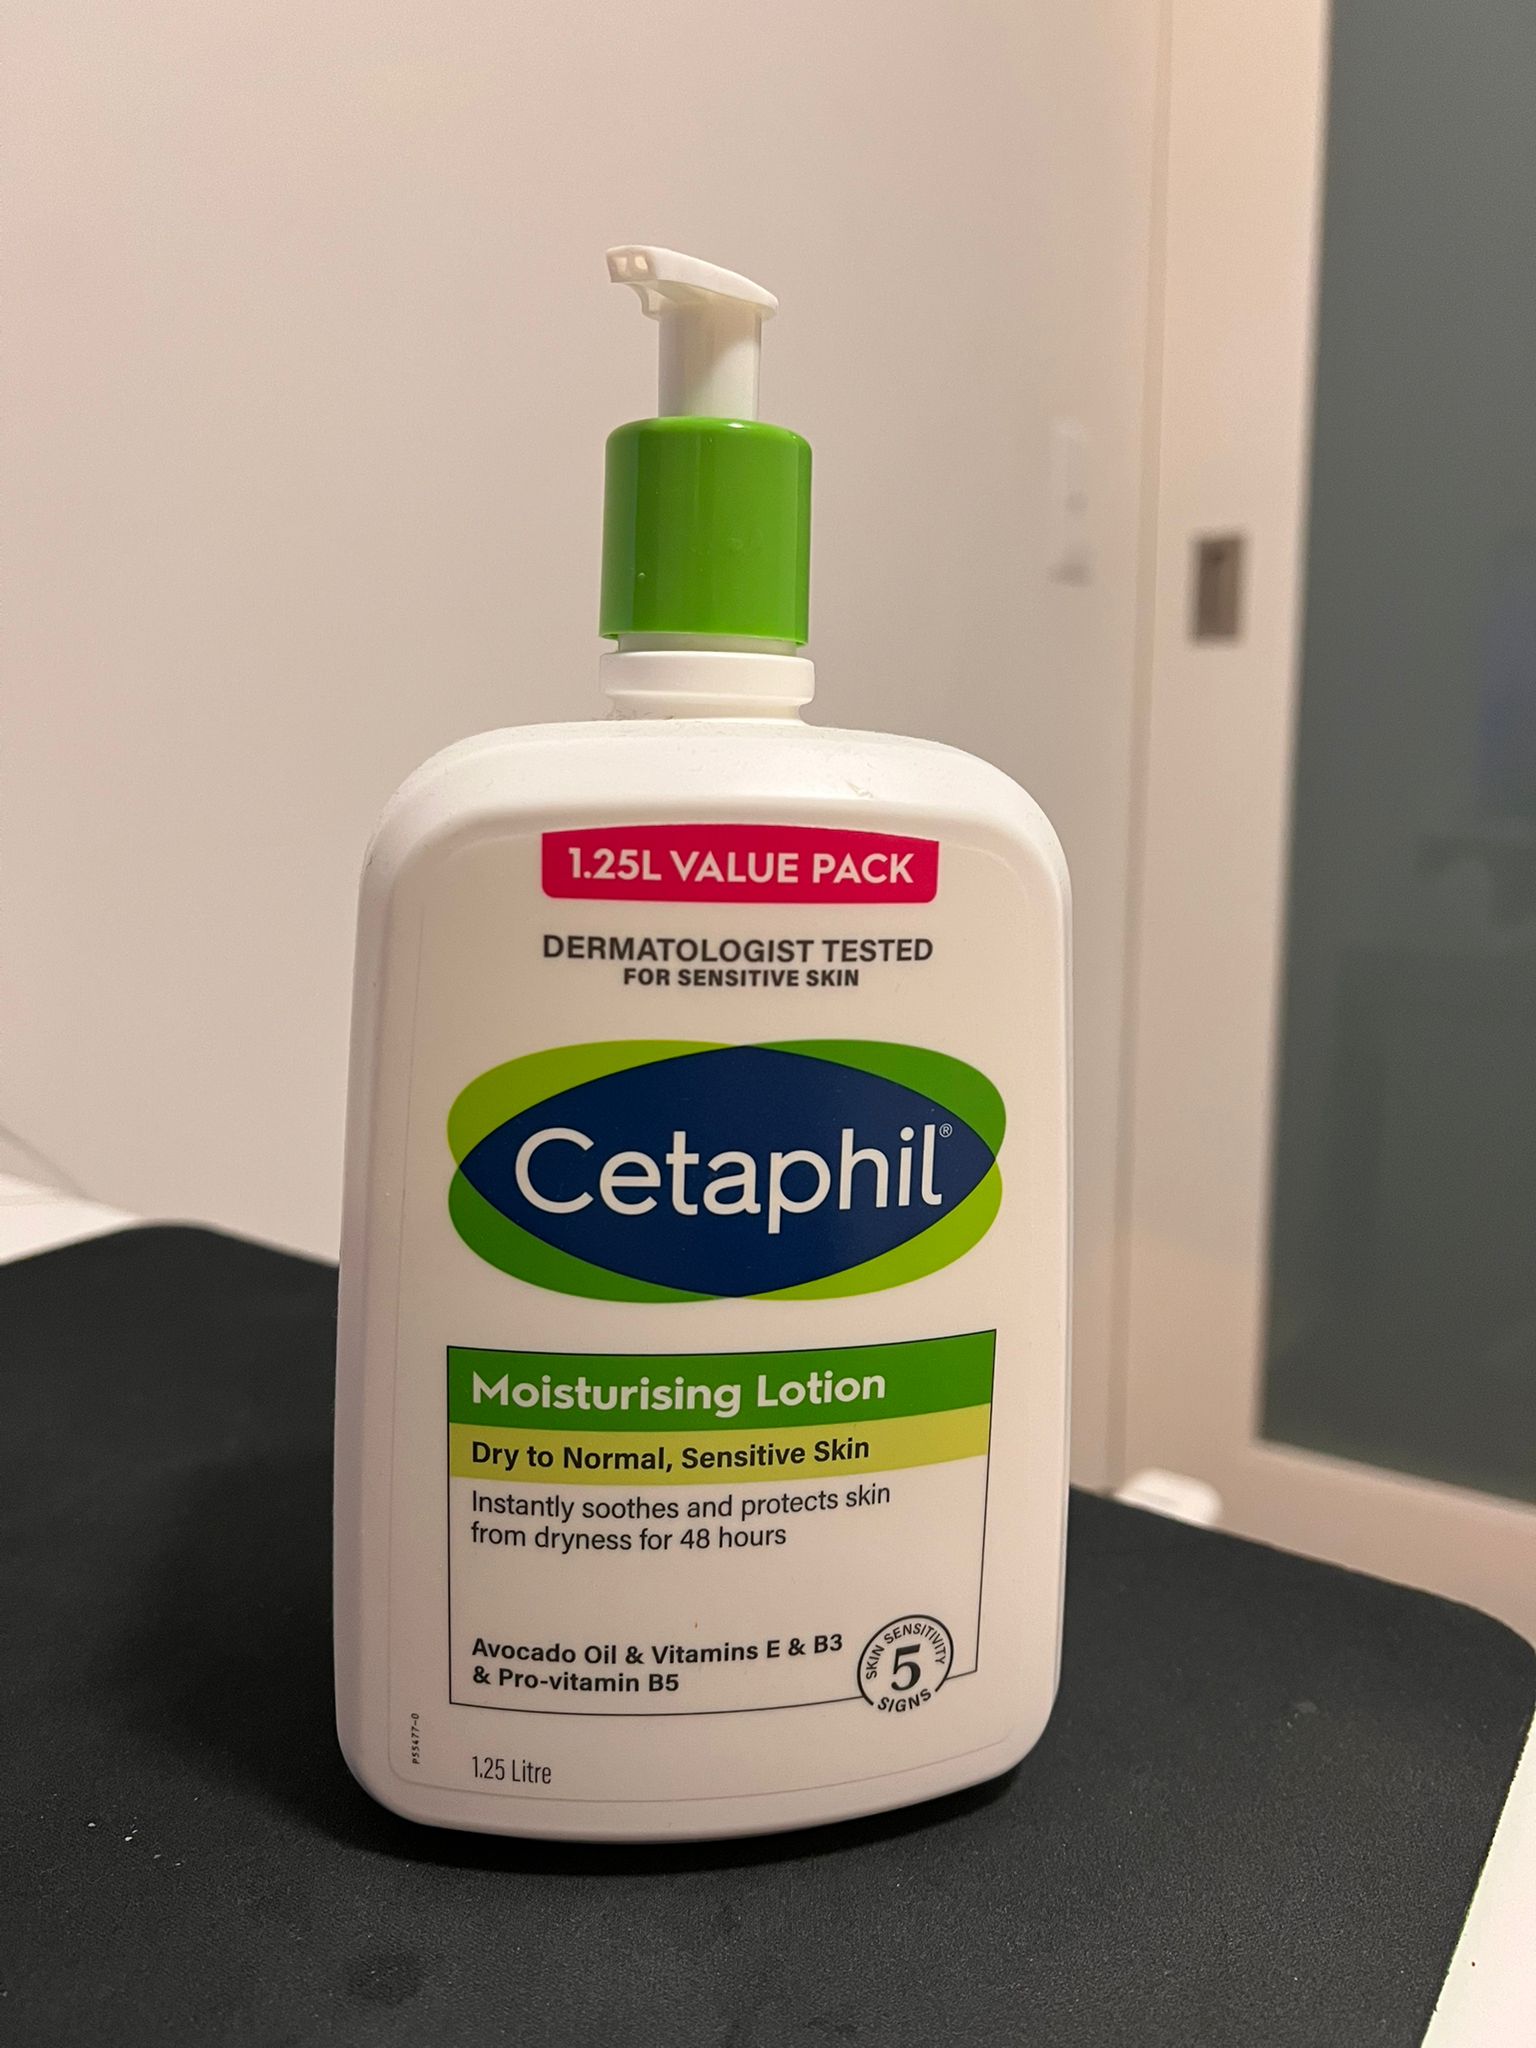 1.25L VALUE PACK
DERMATOLOGIST TESTED
FOR SENSITIVE SKIN
Cetaphil®
Moisturising Lotion
Dry to Normal, Sensitive Skin
Instantly soothes and protects skin
from dryness for 48 hours
Avocado Oil & Vitamins E & B3
& Pro-vitamin B5
SKIN SENSITIVITY
5
SIGNS
P55477-0
1.25 Litre